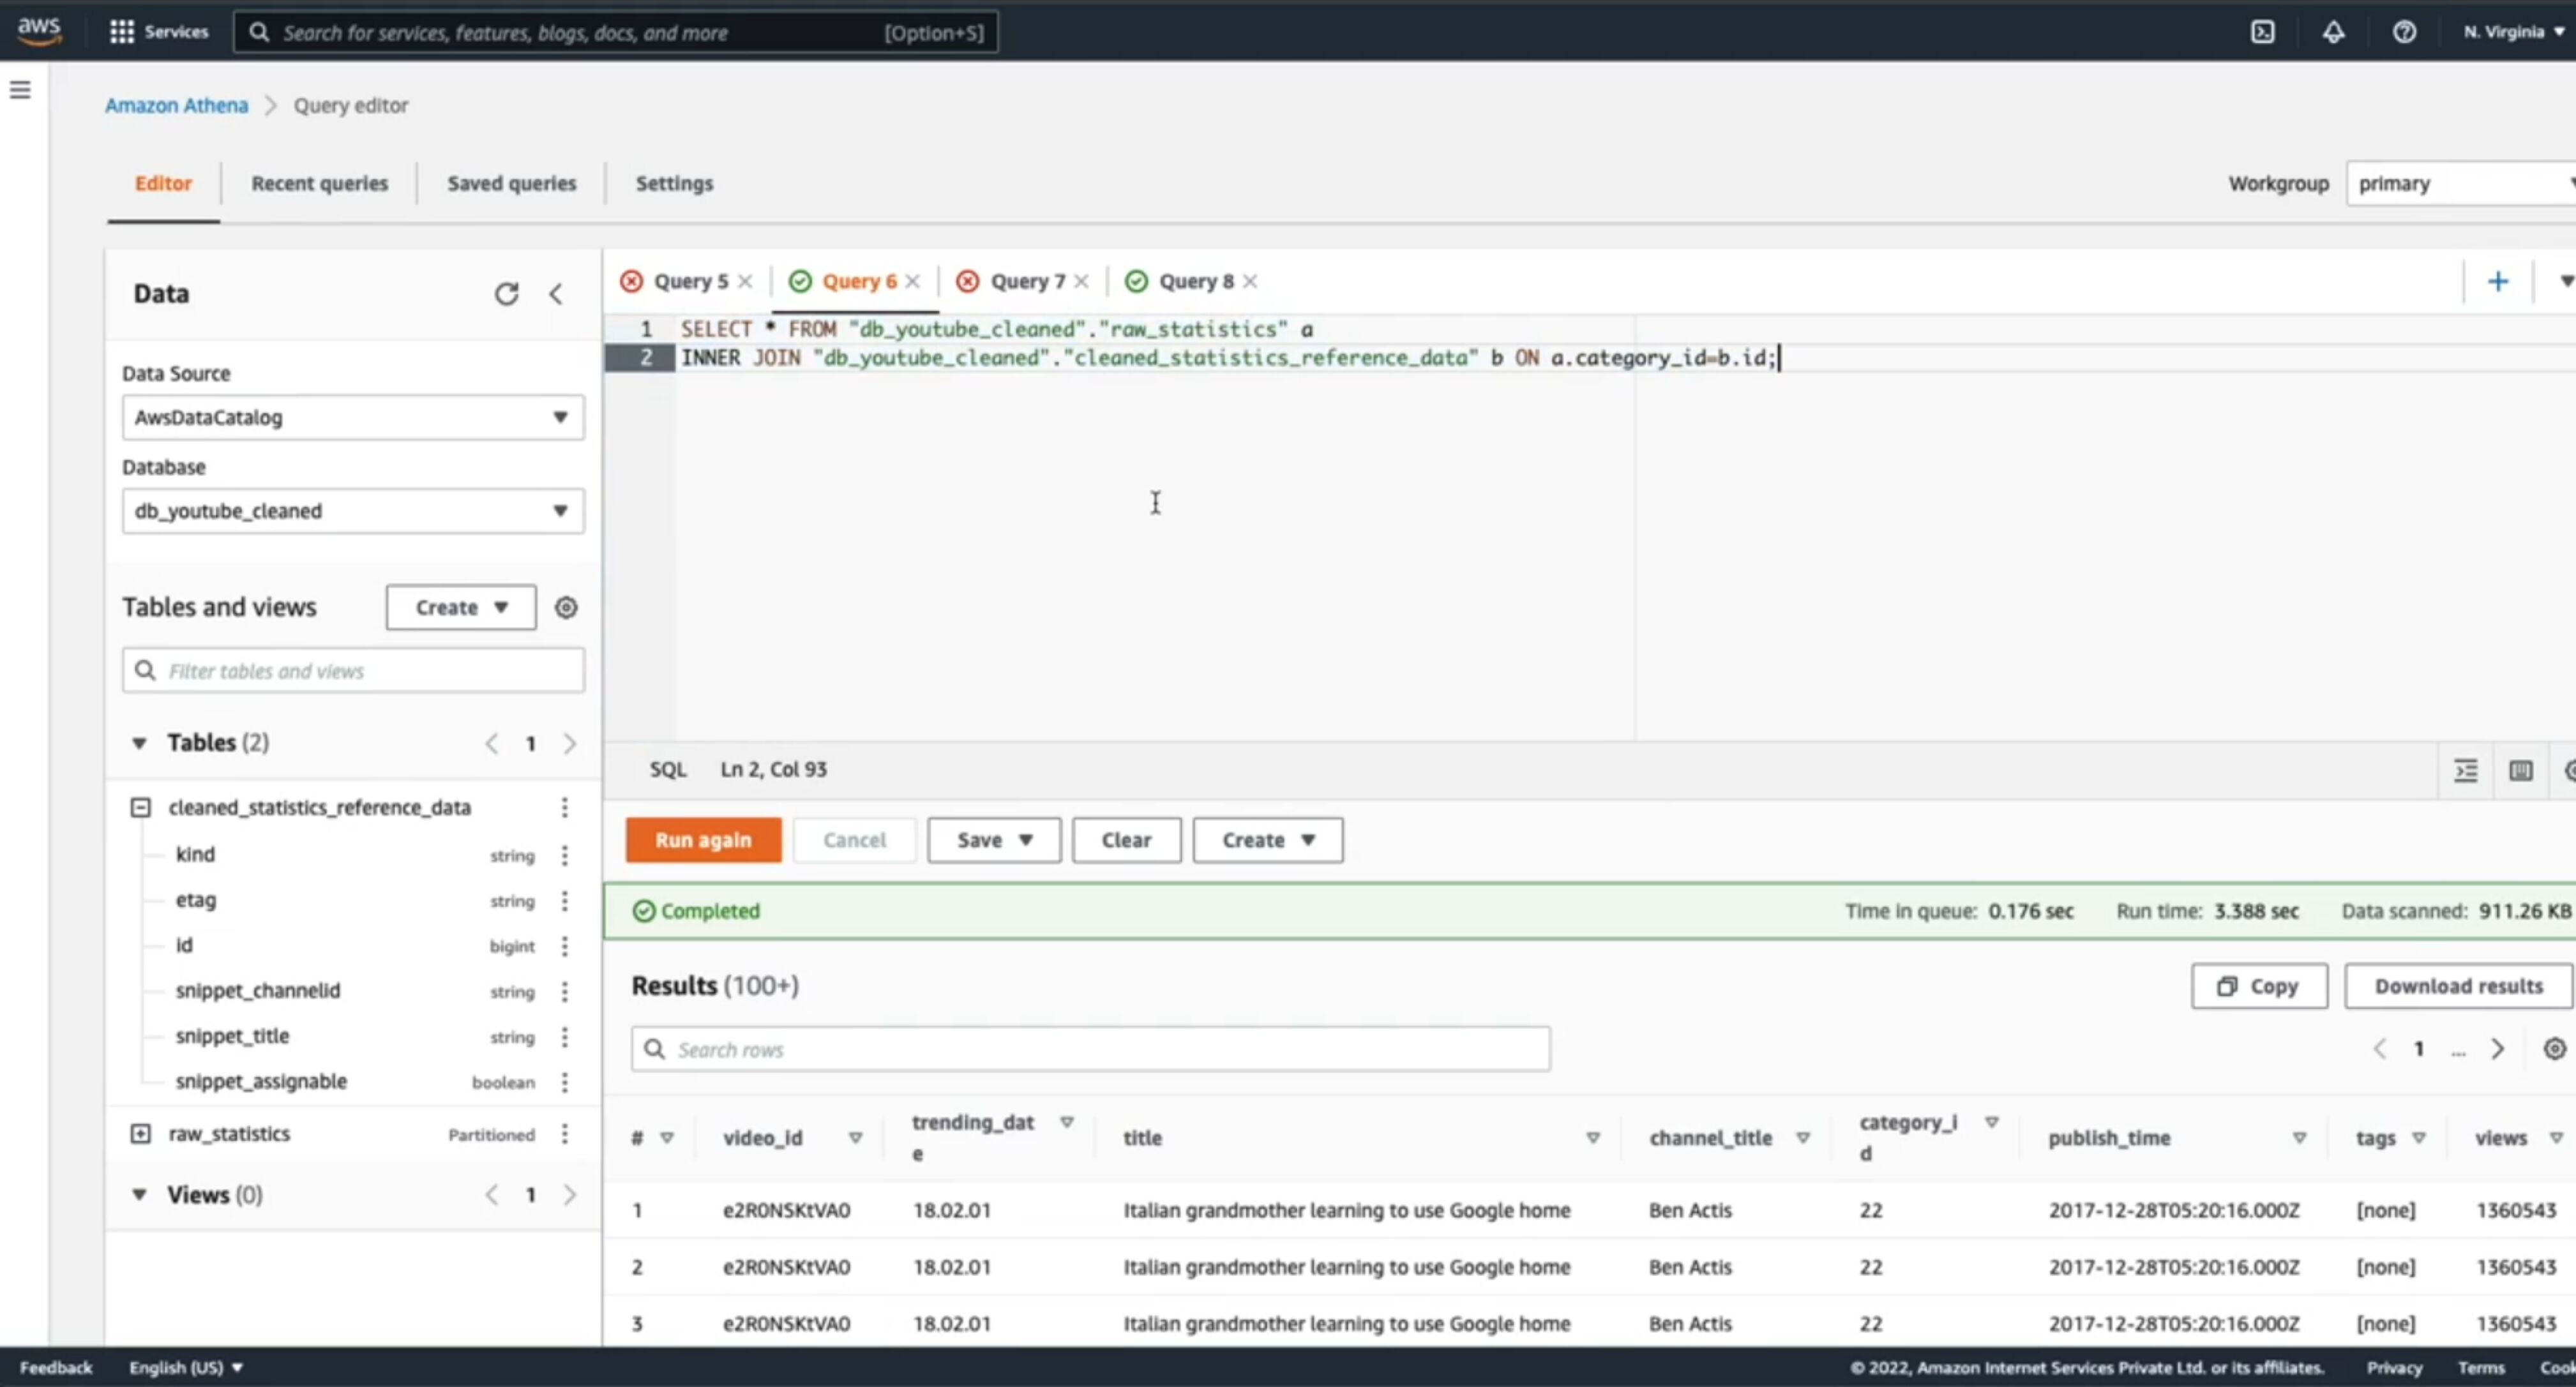 aws Services Search for services, features, blogs, docs, and more [Option+S] N. Virginia
Amazon Athena Query editor
Editor Recent queries Saved queries Settings Workgroup primary
Data
Data Source
AwsDataCatalog
Database
db_youtube_cleaned
Tables and views Create
Filter tables and views
Tables (2) 1
cleaned_statistics_reference_data
kind string
etag string
id bigint
snippet_channelid string
snippet_title string
snippet_assignable boolean
raw_statistics Partitioned
Views (0) 1
Query 5 Query 6 Query 7 Query 8
1 SELECT * FROM "db_youtube_cleaned"."raw_statistics" a
2 INNER JOIN "db_youtube_cleaned"."cleaned_statistics_reference_data" b ON a.category_id=b.id;
SQL Ln 2, Col 93
Run again Cancel Save Clear Create
Completed Time in queue: 0.176 sec Run time: 3.388 sec Data scanned: 911.26 KB
Results (100+) Copy Download results
Search rows 1 ...
# video_id trending_dat
e title channel_title category_i
d publish_time tags views
1 e2R0NSKtVA0 18.02.01 Italian grandmother learning to use Google home Ben Actis 22 2017-12-28T05:20:16.000Z [none] 1360543
2 e2R0NSKtVA0 18.02.01 Italian grandmother learning to use Google home Ben Actis 22 2017-12-28T05:20:16.000Z [none] 1360543
3 e2R0NSKtVA0 18.02.01 Italian grandmother learning to use Google home Ben Actis 22 2017-12-28T05:20:16.000Z [none] 1360543
Feedback English (US) © 2022, Amazon Internet Services Private Ltd. or its affiliates. Privacy Terms Cook